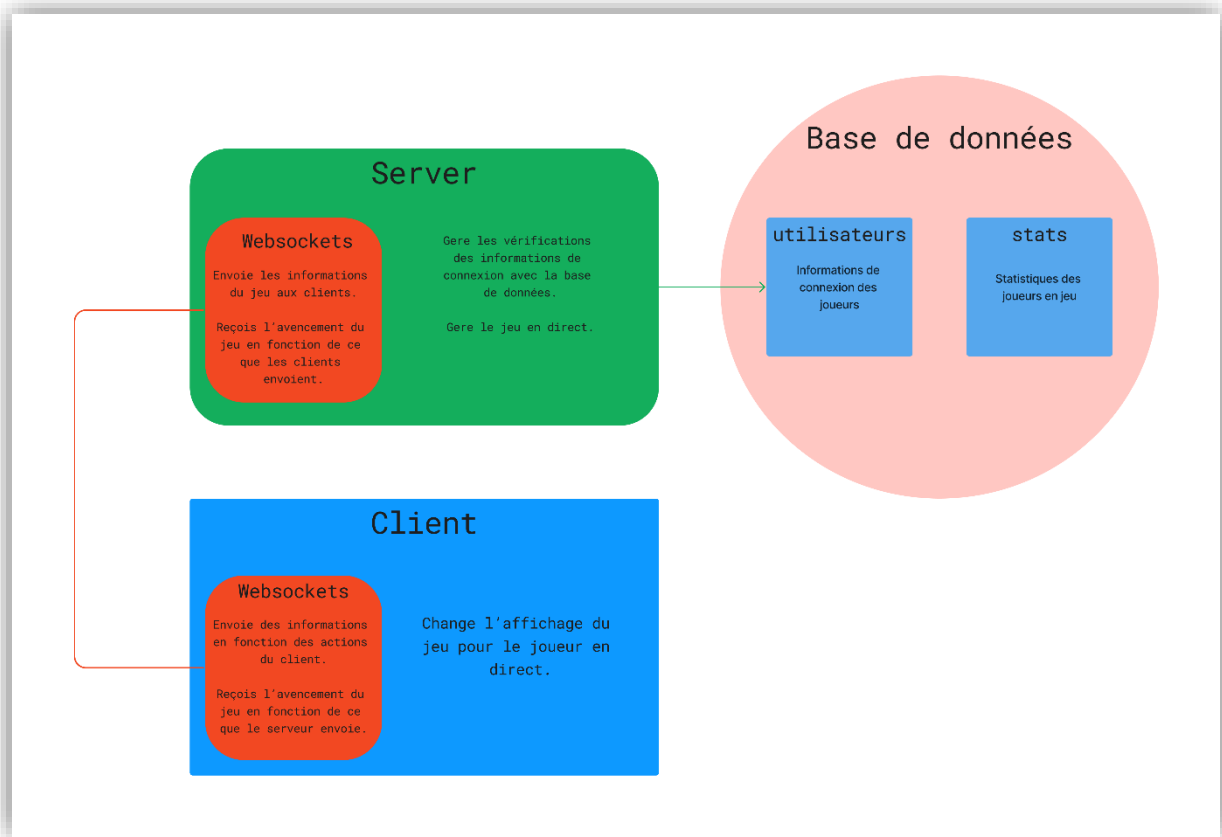 Server
Websockets
Envoie les informations
du jeu aux clients.
Reçois l'avencement du
jeu en fonction de ce
que les clients
envoient.
Gere les vérifications
des informations de
connexion avec la base
de données.
Gere le jeu en direct.
Base de données
utilisateurs
Informations de
connexion des
joueurs
stats
Statistiques des
joueurs en jeu
Client
Websockets
Envoie des informations
en fonction des actions
du client.
Reçois l'avencement du
jeu en fonction de ce
que le serveur envoie.
Change l'affichage du
jeu pour le joueur en
direct.